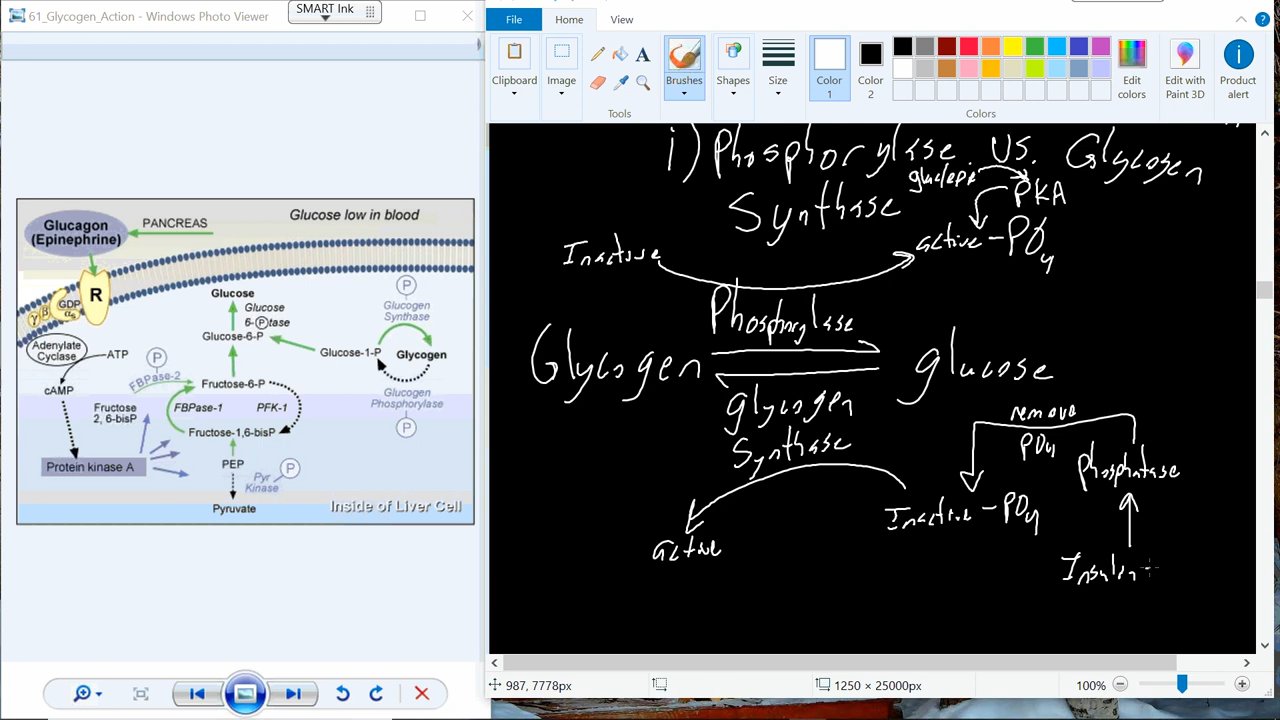 61_Glycogen_Action - Windows Photo Viewer
SMART Ink
File
Home
View
Clipboard
Image
Tools
Brushes
Shapes
Size
Color
1
Color
2
Edit
colors
Colors
Edit with
Paint 3D
Product
alert
Glucagon
(Epinephrine)
PANCREAS
Glucose low in blood
R
GDP
γ β α
Adenylate
Cyclase
ATP
cAMP
Protein kinase A
P
FBPase-2
Fructose
2, 6-bisP
Glucose
Glucose
6-Ptase
Glucose-6-P
Glucose-1-P
Fructose-6-P
FBPase-1
PFK-1
Fructose-1,6-bisP
PEP
Pyr
Kinase
P
Pyruvate
P
Glucogen
Synthase
Glycogen
Glucogen
Phosphorylase
P
Inside of Liver Cell
i) Phosphorylase vs. Glycogen
Synthase
PKA
Inactive
active - PO4
Phosphorylase
Glycogen
glucose
glycogen
Synthase
remove
PO4
phosphatase
Inactive - PO4
active
Insulin
987, 7778px
1250 × 25000px
100%